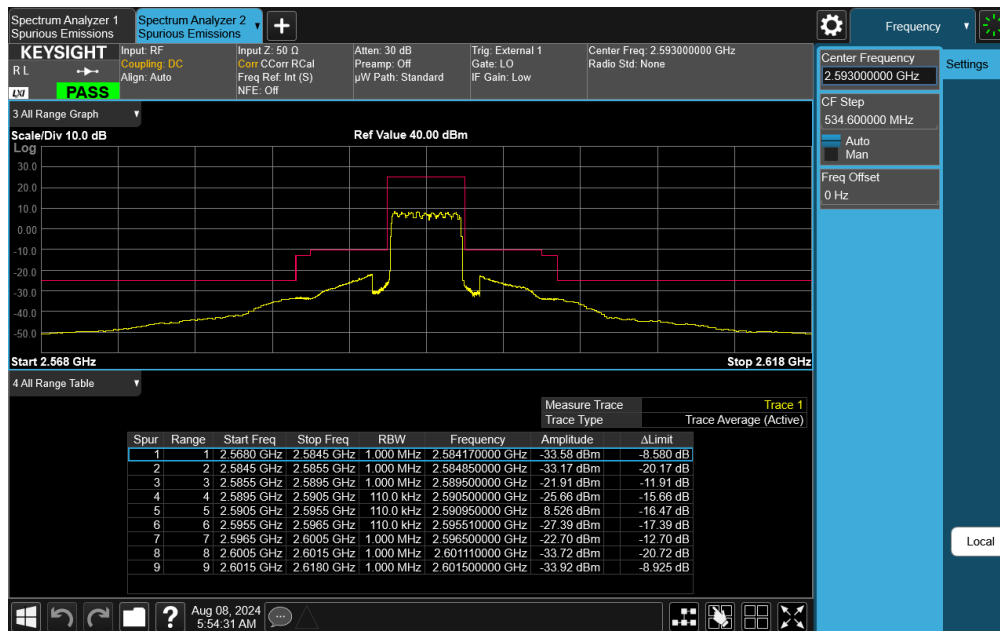 Spectrum Analyzer 1
Spurious Emissions
Spectrum Analyzer 2
Spurious Emissions
Frequency
KEYSIGHT
R L
LXI
PASS
Input: RF
Coupling: DC
Align: Auto
Input Z: 50 Ω
Corr CCorr RCal
Freq Ref: Int (S)
NFE: Off
Atten: 30 dB
Preamp: Off
µW Path: Standard
Trig: External 1
Gate: LO
IF Gain: Low
Center Freq: 2.593000000 GHz
Radio Std: None
Center Frequency
2.593000000 GHz
Settings
CF Step
534.600000 MHz
Auto
Man
Freq Offset
0 Hz
3 All Range Graph
Scale/Div 10.0 dB
Ref Value 40.00 dBm
Log
30.0
20.0
10.0
0.00
-10.0
-20.0
-30.0
-40.0
-50.0
Start 2.568 GHz
Stop 2.618 GHz
4 All Range Table
Measure Trace Trace 1
Trace Type Trace Average (Active)
Spur Range Start Freq Stop Freq RBW Frequency Amplitude ΔLimit
1 1 2.5680 GHz 2.5845 GHz 1.000 MHz 2.584170000 GHz -33.58 dBm -8.580 dB
2 2 2.5845 GHz 2.5855 GHz 1.000 MHz 2.584850000 GHz -33.17 dBm -20.17 dB
3 3 2.5855 GHz 2.5895 GHz 1.000 MHz 2.589500000 GHz -21.91 dBm -11.91 dB
4 4 2.5895 GHz 2.5905 GHz 110.0 kHz 2.590500000 GHz -25.66 dBm -15.66 dB
5 5 2.5905 GHz 2.5955 GHz 110.0 kHz 2.590950000 GHz 8.526 dBm -16.47 dB
6 6 2.5955 GHz 2.5965 GHz 110.0 kHz 2.595510000 GHz -27.39 dBm -17.39 dB
7 7 2.5965 GHz 2.6005 GHz 1.000 MHz 2.596500000 GHz -22.70 dBm -12.70 dB
8 8 2.6005 GHz 2.6015 GHz 1.000 MHz 2.601110000 GHz -33.72 dBm -20.72 dB
9 9 2.6015 GHz 2.6180 GHz 1.000 MHz 2.601500000 GHz -33.92 dBm -8.925 dB
Local
Aug 08, 2024
5:54:31 AM